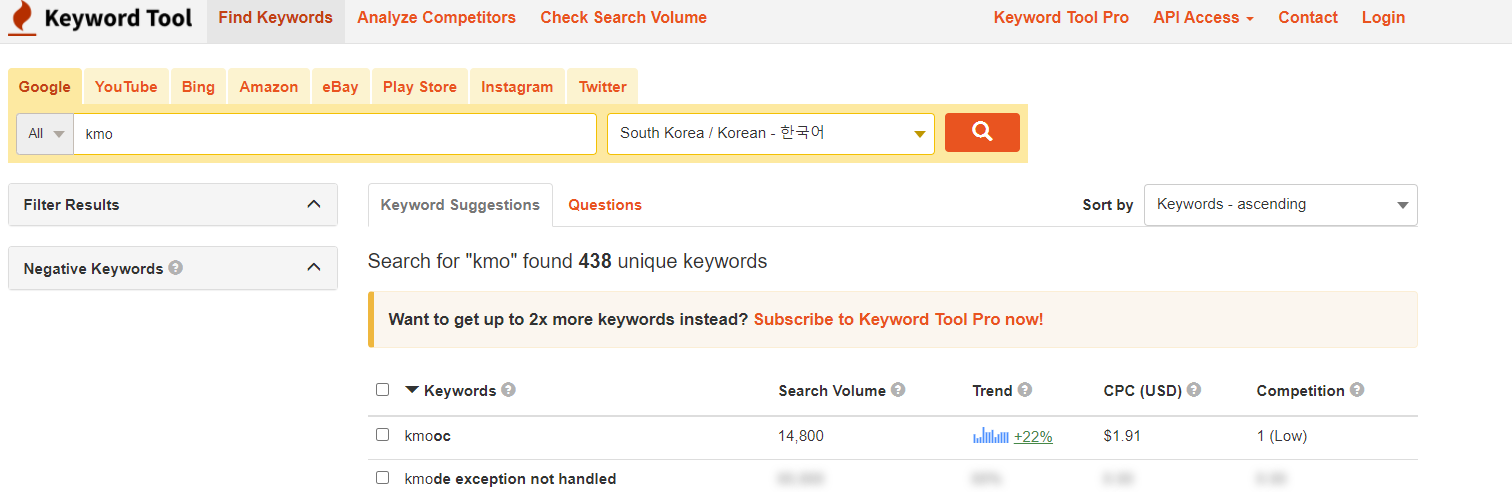 Keyword Tool Find Keywords Analyze Competitors Check Search Volume Keyword Tool Pro API Access Contact Login
Google YouTube Bing Amazon eBay Play Store Instagram Twitter
All kmo South Korea / Korean - 한국어
Filter Results
Negative Keywords ?
Keyword Suggestions Questions Sort by Keywords - ascending
Search for "kmo" found 438 unique keywords
Want to get up to 2x more keywords instead? Subscribe to Keyword Tool Pro now!
Keywords ? Search Volume ? Trend ? CPC (USD) ? Competition ?
kmooc 14,800 +22% $1.91 1 (Low)
kmode exception not handled